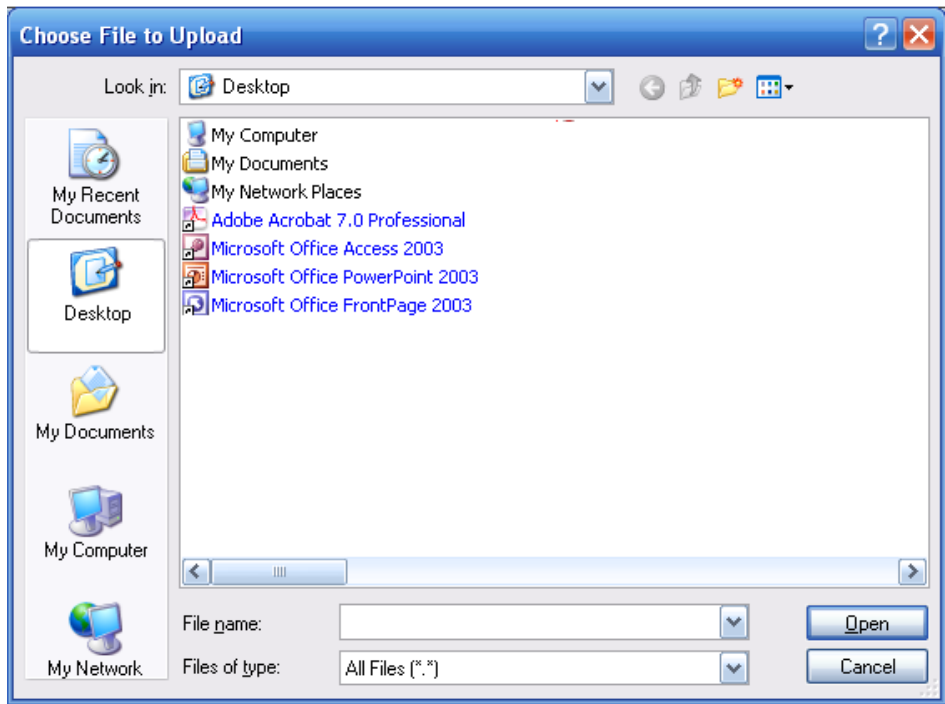 Choose File to Upload
Look in: Desktop
My Recent
Documents
Desktop
My Documents
My Computer
My Network
My Computer
My Documents
My Network Places
Adobe Acrobat 7.0 Professional
Microsoft Office Access 2003
Microsoft Office PowerPoint 2003
Microsoft Office FrontPage 2003
File name: Open
Files of type: All Files (*.*) Cancel